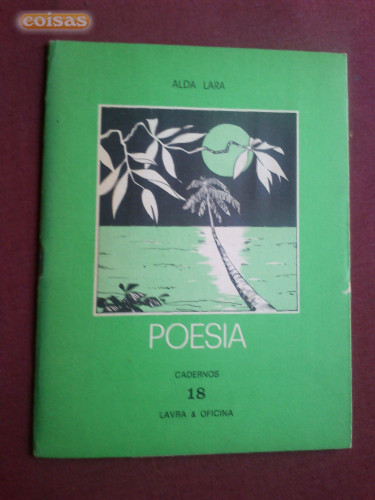 coisas
ALDA LARA
POESIA
CADERNOS
18
LAVRA & OFICINA